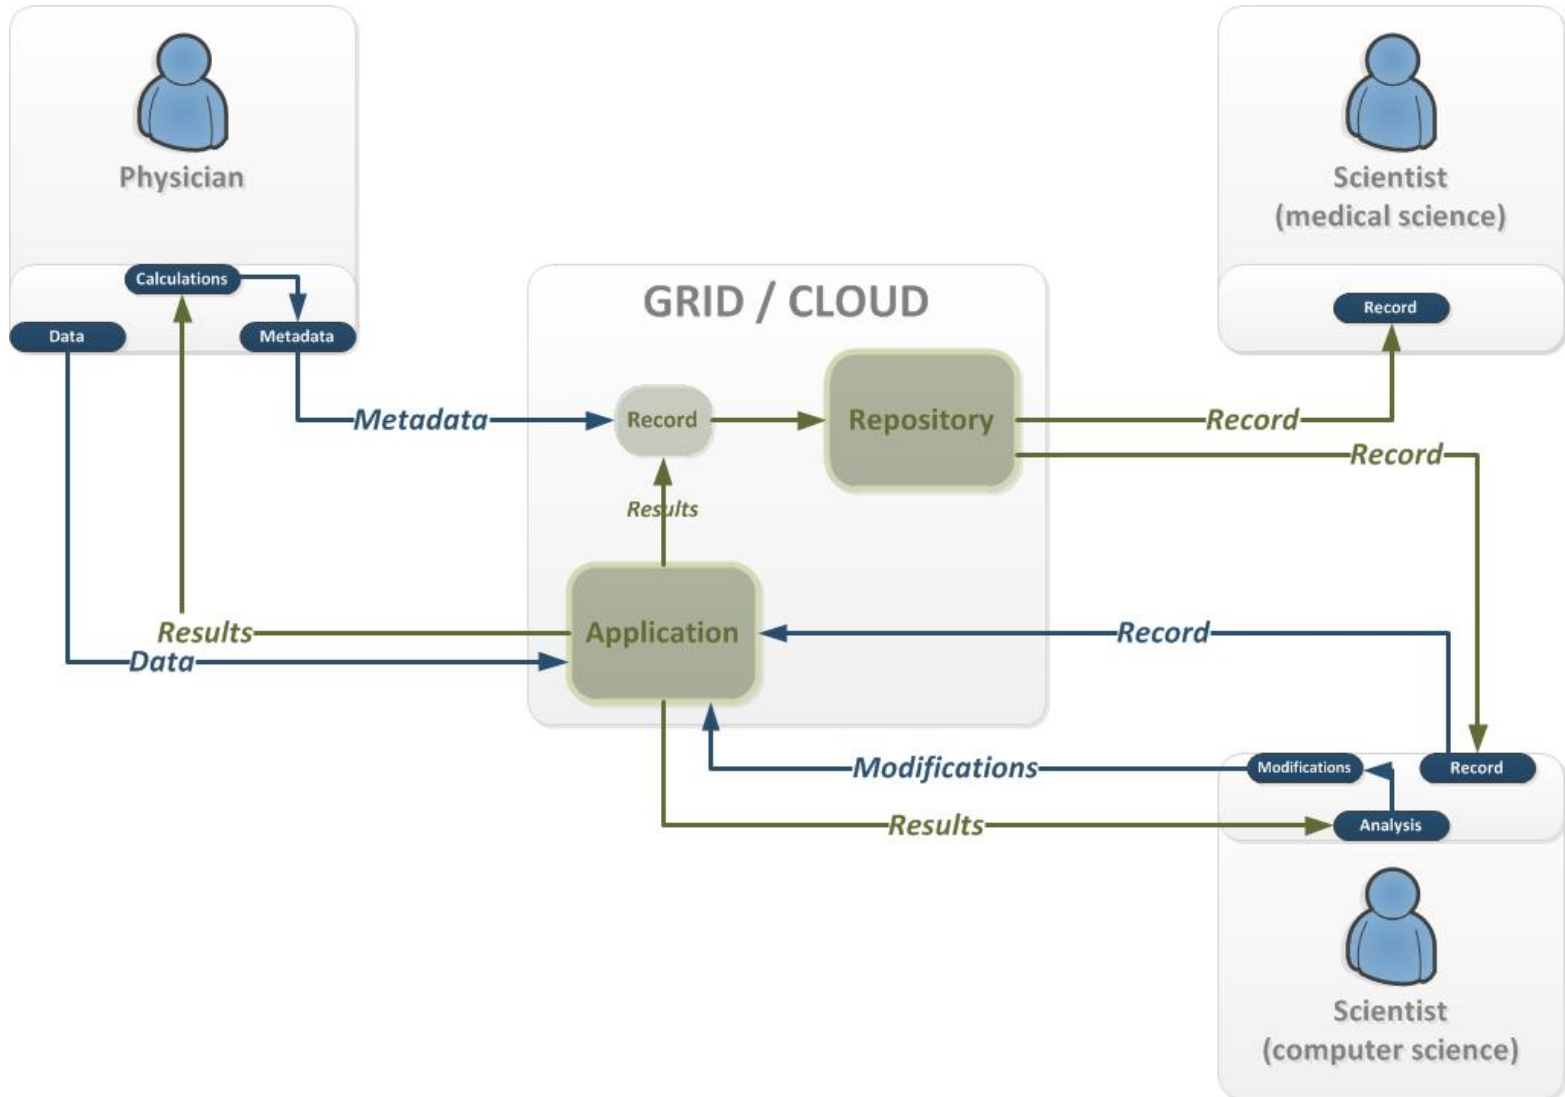 Physician
Calculations
Data
Metadata
Scientist
(medical science)
Record
GRID / CLOUD
Metadata
Record
Repository
Record
Record
Results
Results
Application
Record
Data
Modifications
Modifications
Record
Results
Analysis
Scientist
(computer science)